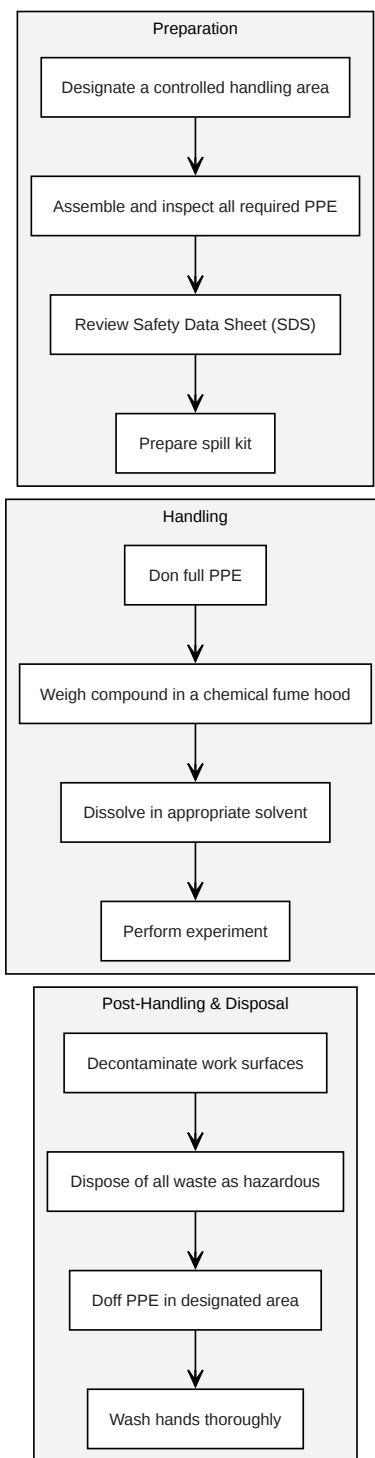 Preparation
Designate a controlled handling area
Assemble and inspect all required PPE
Review Safety Data Sheet (SDS)
Prepare spill kit
Handling
Don full PPE
Weigh compound in a chemical fume hood
Dissolve in appropriate solvent
Perform experiment
Post-Handling & Disposal
Decontaminate work surfaces
Dispose of all waste as hazardous
Doff PPE in designated area
Wash hands thoroughly